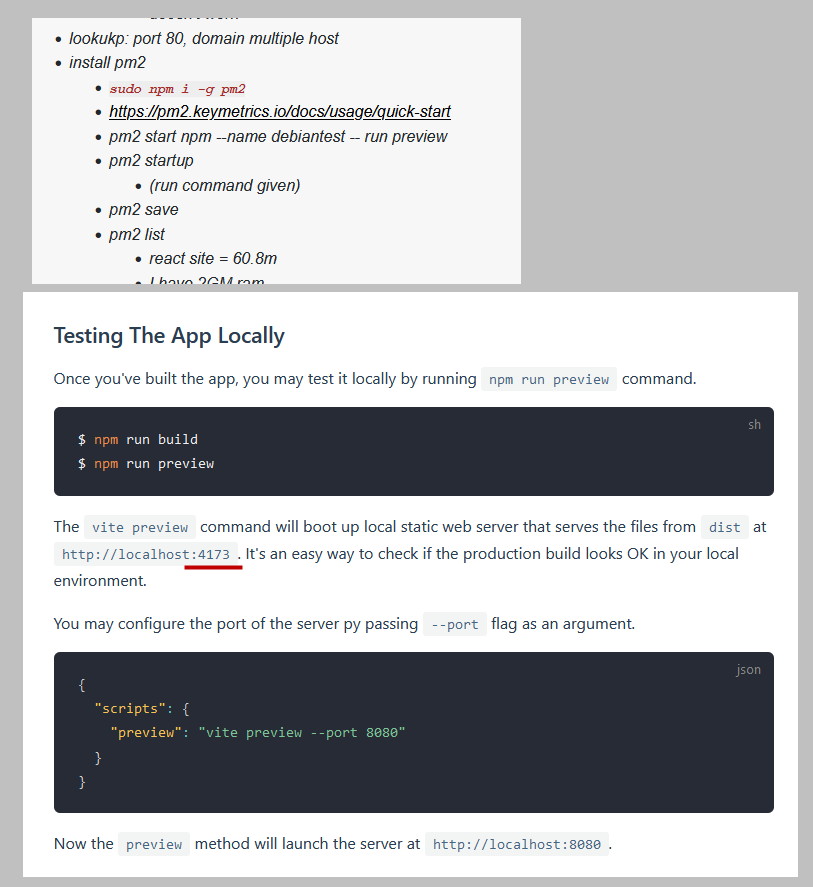 lookukp: port 80, domain multiple host
install pm2
sudo npm i -g pm2
https://pm2.keymetrics.io/docs/usage/quick-start
pm2 start npm --name debiantest -- run preview
pm2 startup
(run command given)
pm2 save
pm2 list
react site = 60.8m
I have 2GM ram
Testing The App Locally
Once you've built the app, you may test it locally by running npm run preview command.
sh
$ npm run build
$ npm run preview
The vite preview command will boot up local static web server that serves the files from dist at
http://localhost:4173 . It's an easy way to check if the production build looks OK in your local
environment.
You may configure the port of the server py passing --port flag as an argument.
json
{
"scripts": {
"preview": "vite preview --port 8080"
}
}
Now the preview method will launch the server at http://localhost:8080 .